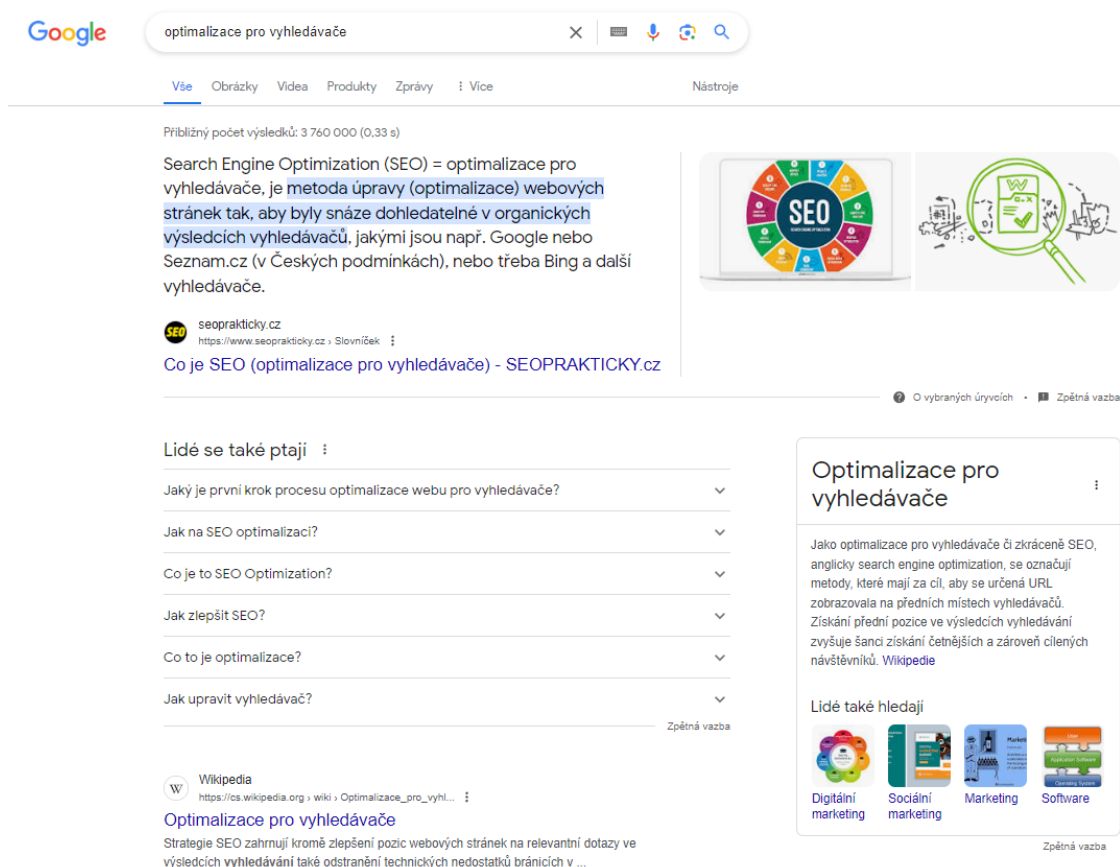 Google
optimalizace pro vyhledávače
Vše Obrázky Videa Produkty Zprávy Více Nástroje
Přibližný počet výsledků: 3 760 000 (0,33 s)
Search Engine Optimization (SEO) = optimalizace pro
vyhledávače, je metoda úpravy (optimalizace) webových
stránek tak, aby byly snáze dohledatelné v organických
výsledcích vyhledávačů, jakými jsou např. Google nebo
Seznam.cz (v Českých podmínkách), nebo třeba Bing a další
vyhledávače.
SEO
SEO
seoprakticky.cz
https://www.seoprakticky.cz › Slovníček
Co je SEO (optimalizace pro vyhledávače) - SEOPRAKTICKY.cz
O vybraných úryvcích • Zpětná vazba
Lidé se také ptají
Jaký je první krok procesu optimalizace webu pro vyhledávače?
Jak na SEO optimalizaci?
Co je to SEO Optimization?
Jak zlepšit SEO?
Co to je optimalizace?
Jak upravit vyhledávač?
Zpětná vazba
W
Wikipedia
https://cs.wikipedia.org › wiki › Optimalizace_pro_vyhl...
Optimalizace pro vyhledávače
Strategie SEO zahrnují kromě zlepšení pozic webových stránek na relevantní dotazy ve
výsledcích vyhledávání také odstranění technických nedostatků bránicích v ...
Optimalizace pro
vyhledávače
Jako optimalizace pro vyhledávače či zkráceně SEO,
anglicky search engine optimization, se označují
metody, které mají za cíl, aby se určená URL
zobrazovala na předních místech vyhledávačů.
Získání přední pozice ve výsledcích vyhledávání
zvyšuje šanci získání četnějších a zároveň cílených
návštěvníků. Wikipedie
Lidé také hledají
Digitální
marketing
Sociální
marketing
Marketing
Software
Zpětná vazba